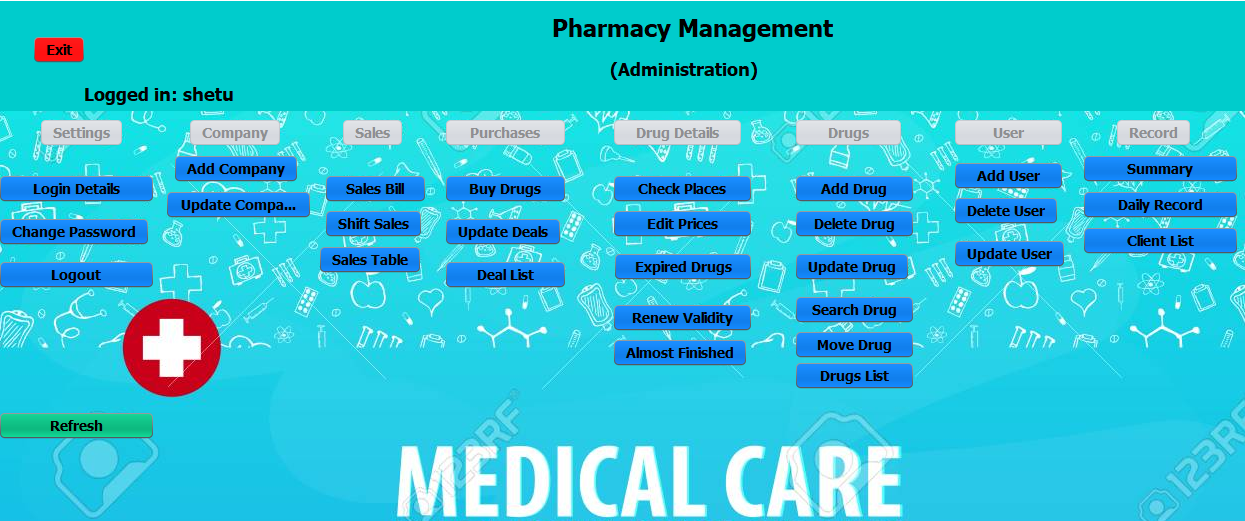 Pharmacy Management
Exit
(Administration)
Logged in: shetu
Settings Company Sales Purchases Drug Details Drugs User Record
Add Company Summary
Login Details Sales Bill Buy Drugs Check Places Add Drug Add User
Update Compa... Daily Record
Change Password Shift Sales Update Deals Edit Prices Delete Drug Delete User
Client List
Logout Sales Table Deal List Expired Drugs Update Drug Update User
Renew Validity Search Drug
Almost Finished Move Drug
Drugs List
Refresh
MEDICAL CARE
123RF
123RF